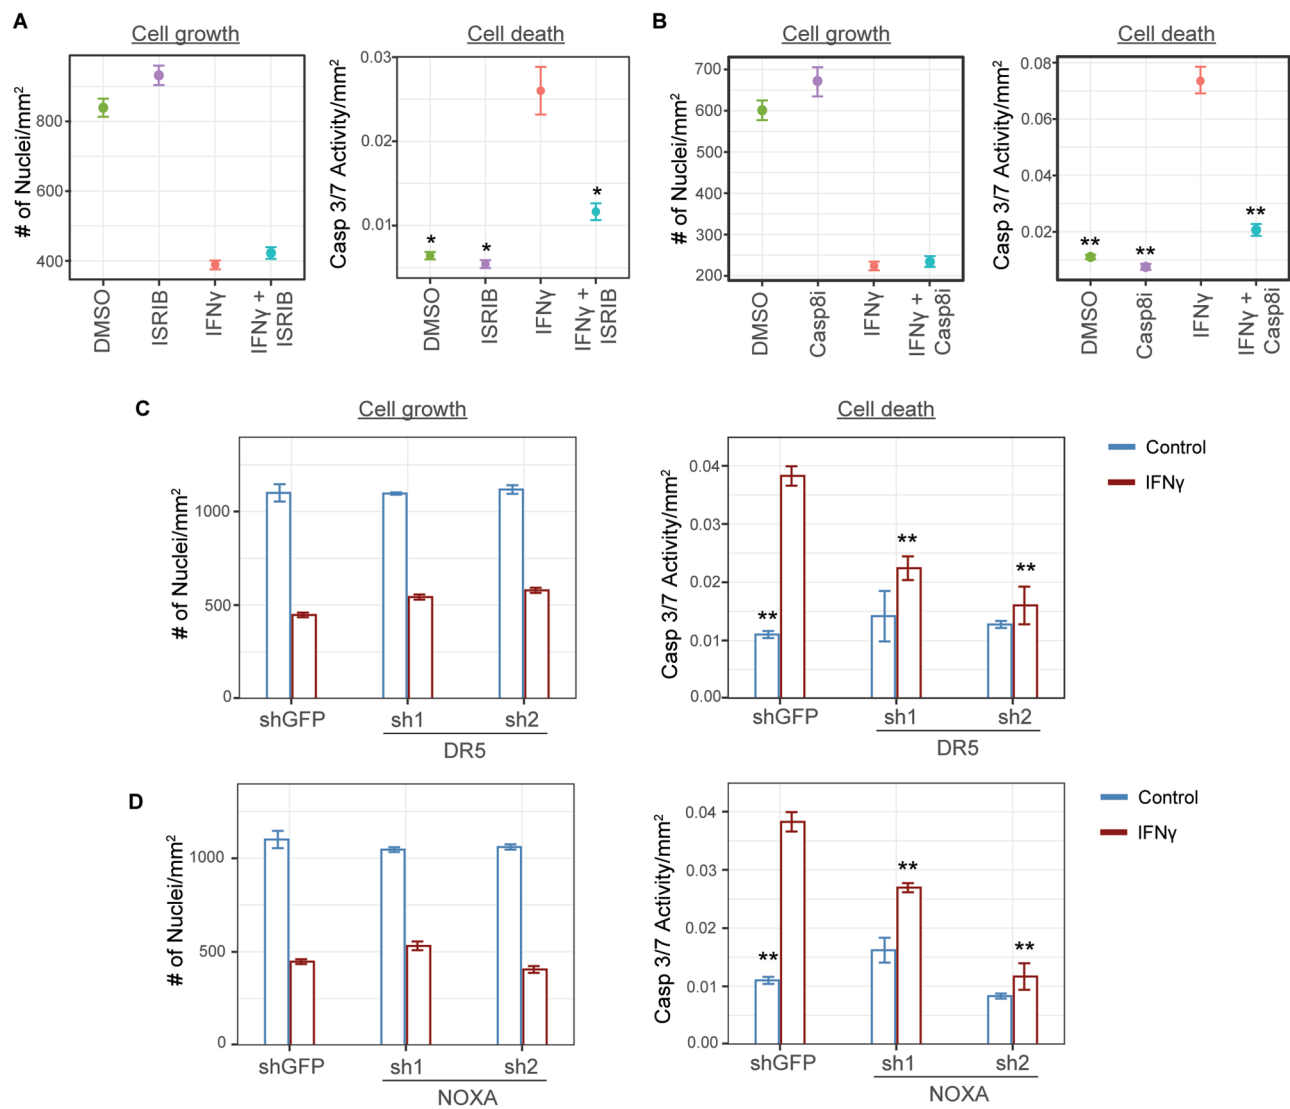 A
Cell growth
# of Nuclei/mm²
800
600
400
DMSO
ISRIB
IFNγ
IFNγ +
ISRIB
Cell death
Casp 3/7 Activity/mm²
0.03
0.02
0.01
*
*
*
DMSO
ISRIB
IFNγ
IFNγ +
ISRIB
B
Cell growth
# of Nuclei/mm²
700
600
500
400
300
200
DMSO
Casp8i
IFNγ
IFNγ +
Casp8i
Cell death
Casp 3/7 Activity/mm²
0.08
0.06
0.04
0.02
**
**
**
DMSO
Casp8i
IFNγ
IFNγ +
Casp8i
C
Cell growth
# of Nuclei/mm²
1000
500
0
shGFP
sh1
sh2
DR5
Cell death
Casp 3/7 Activity/mm²
0.04
0.03
0.02
0.01
0.00
**
**
**
shGFP
sh1
sh2
DR5
Control
IFNγ
D
# of Nuclei/mm²
1000
500
0
shGFP
sh1
sh2
NOXA
Casp 3/7 Activity/mm²
0.04
0.03
0.02
0.01
0.00
**
**
**
shGFP
sh1
sh2
NOXA
Control
IFNγ